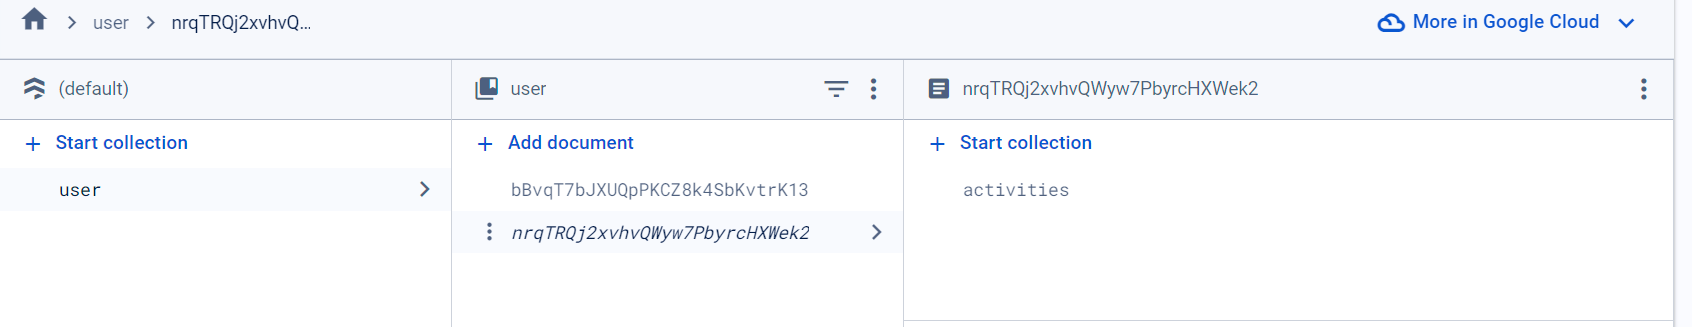 user nrqTRQj2xvhvQ... More in Google Cloud
(default) user nrqTRQj2xvhvQWyw7PbyrcHXWek2
+ Start collection + Add document + Start collection
user bBvqT7bJXUQpPKCZ8k4SbKvtrK13 activities
nrqTRQj2xvhvQWyw7PbyrcHXWek2